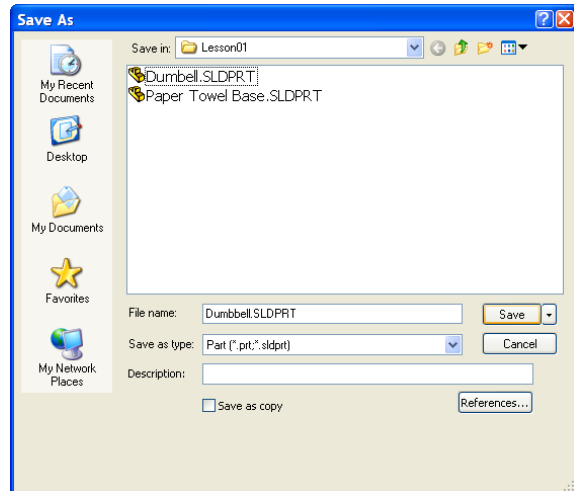 Save As
Save in: Lesson01
My Recent
Documents
Desktop
My Documents
Favorites
My Network
Places
Dumbell.SLDPRT
Paper Towel Base.SLDPRT
File name: Dumbbell.SLDPRT Save
Save as type: Part (*.prt;*.sldprt) Cancel
Description:
Save as copy References...